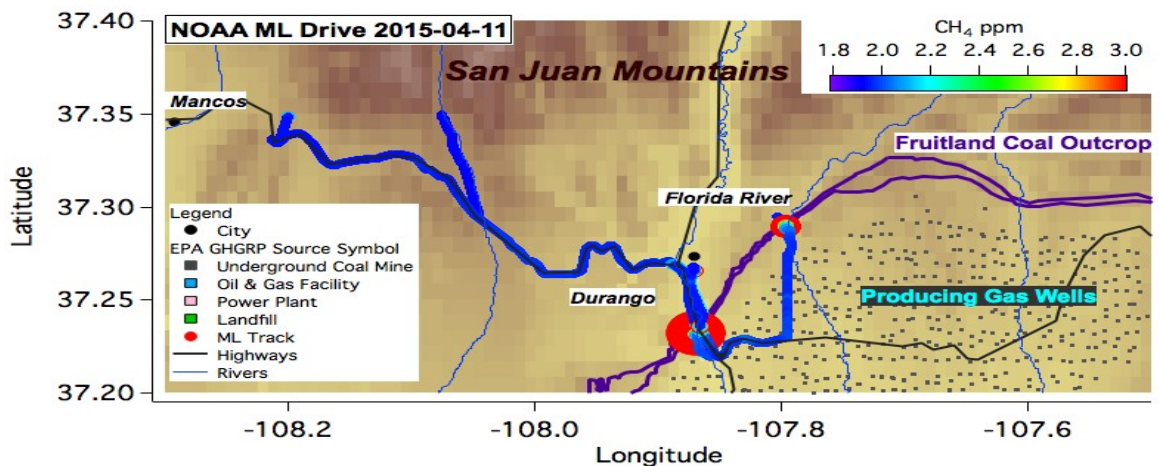 NOAA ML Drive 2015-04-11
CH₄ ppm
1.8 2.0 2.2 2.4 2.6 2.8 3.0
San Juan Mountains
Mancos
Fruitland Coal Outcrop
Florida River
Durango
Producing Gas Wells
Legend
City
EPA GHGRP Source Symbol
Underground Coal Mine
Oil & Gas Facility
Power Plant
Landfill
ML Track
Highways
Rivers
Latitude
37.40
37.35
37.30
37.25
37.20
-108.2 -108.0 -107.8 -107.6
Longitude